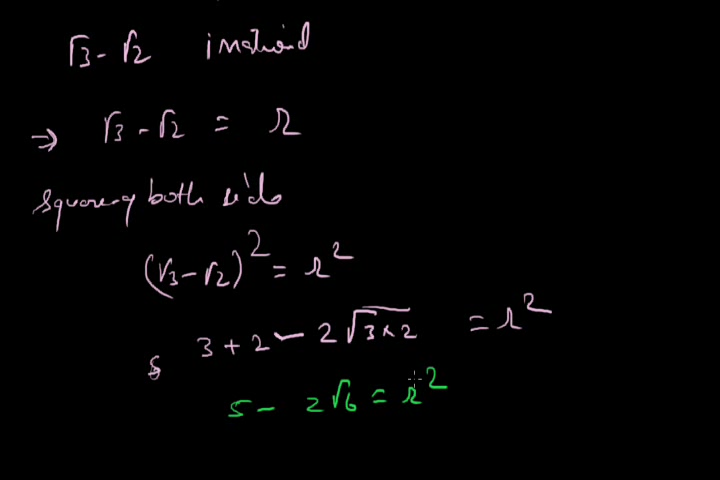 √3 - √2 irrational
⇒ √3 - √2 = r
squaring both sides
(√3 - √2)² = r²
3 + 2 - 2√3×2 = r²
5
5 - 2√6 = r²